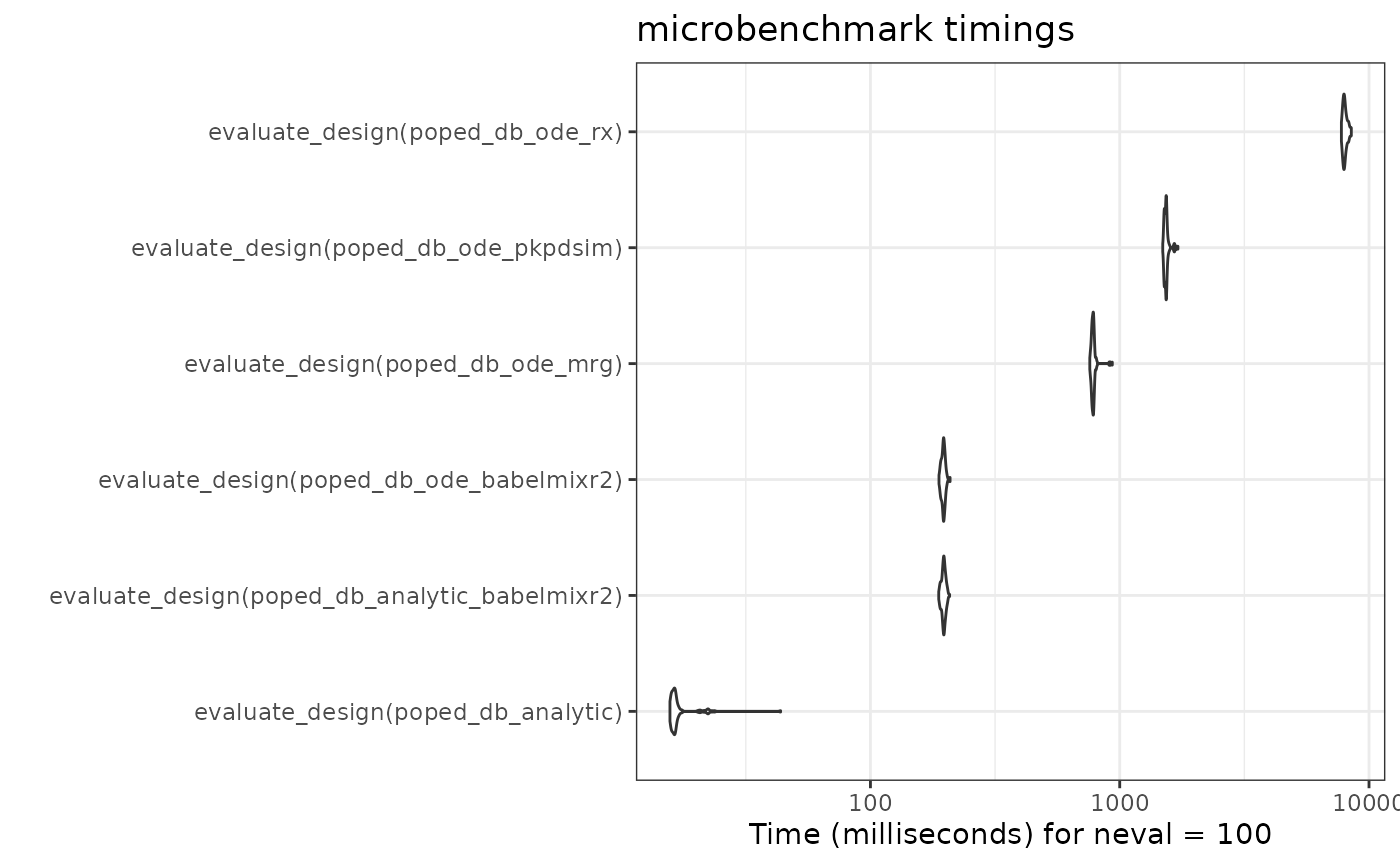 microbenchmark timings
evaluate_design(poped_db_ode_rx)
evaluate_design(poped_db_ode_pkpdsim)
evaluate_design(poped_db_ode_mrg)
evaluate_design(poped_db_ode_babelmixr2)
evaluate_design(poped_db_analytic_babelmixr2)
evaluate_design(poped_db_analytic)
100 1000 10000
Time (milliseconds) for neval = 100